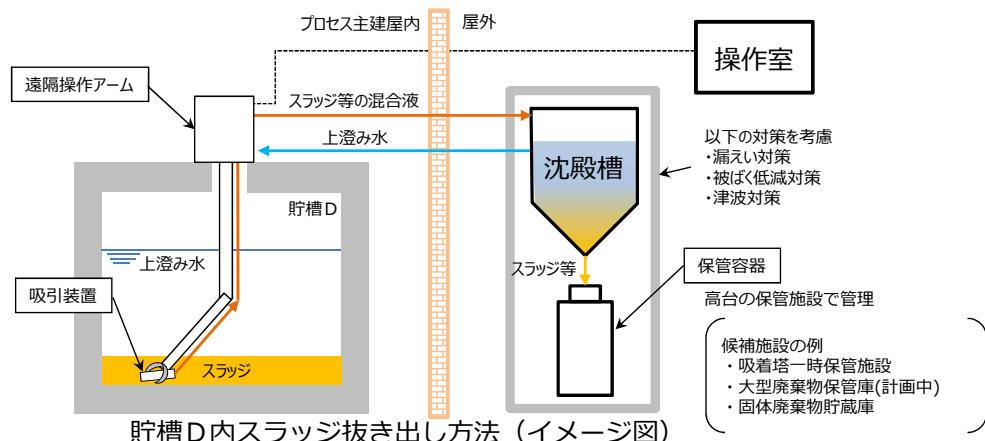 プロセス主建屋内
屋外
操作室
遠隔操作アーム
スラッジ等の混合液
上澄み水
以下の対策を考慮
・漏えい対策
・被ばく低減対策
・津波対策
沈殿槽
貯槽D
上澄み水
スラッジ等
保管容器
吸引装置
高台の保管施設で管理
スラッジ
候補施設の例
・吸着塔一時保管施設
・大型廃棄物保管庫(計画中)
・固体廃棄物貯蔵庫
貯槽D内スラッジ抜き出し方法（イメージ図）